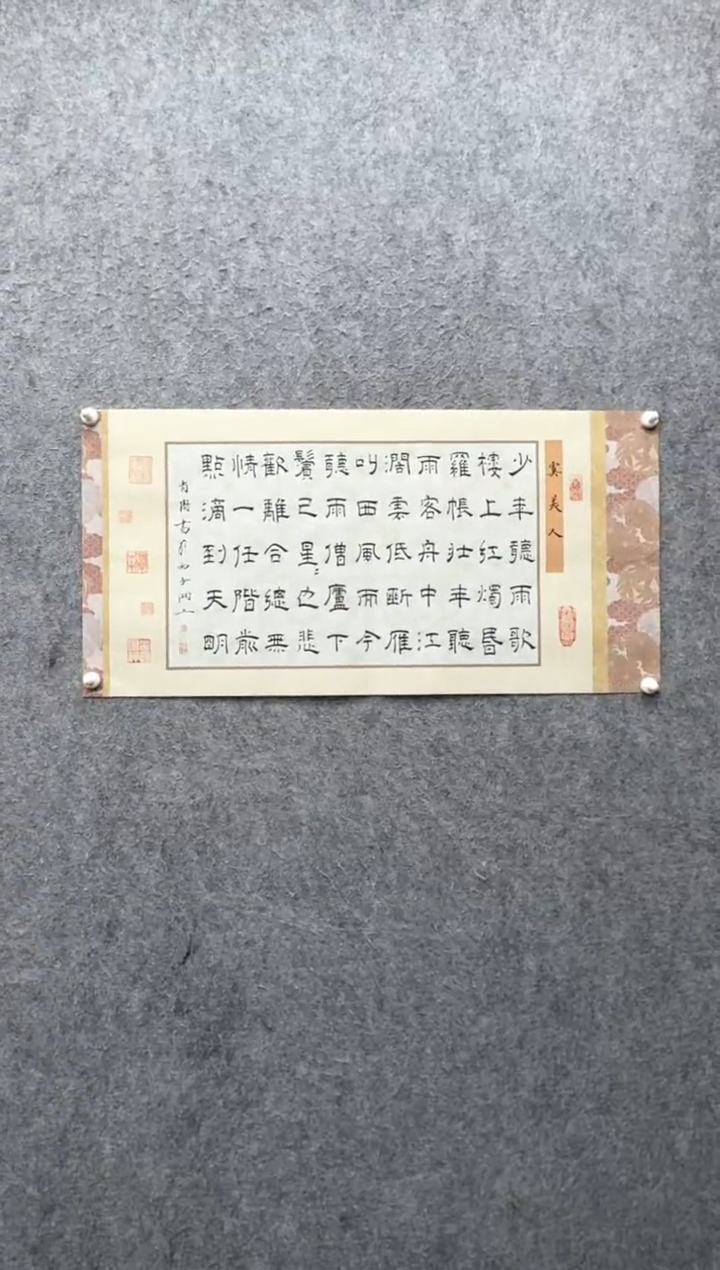 虞美人
少年聽雨歌
樓上紅燭昏
羅帳壯年聽
雨客舟中江
闊雲低斷雁
叫西風而今
聽雨僧廬下
鬢已星〻也悲
歡離合總無
情一任階前
點滴到天明